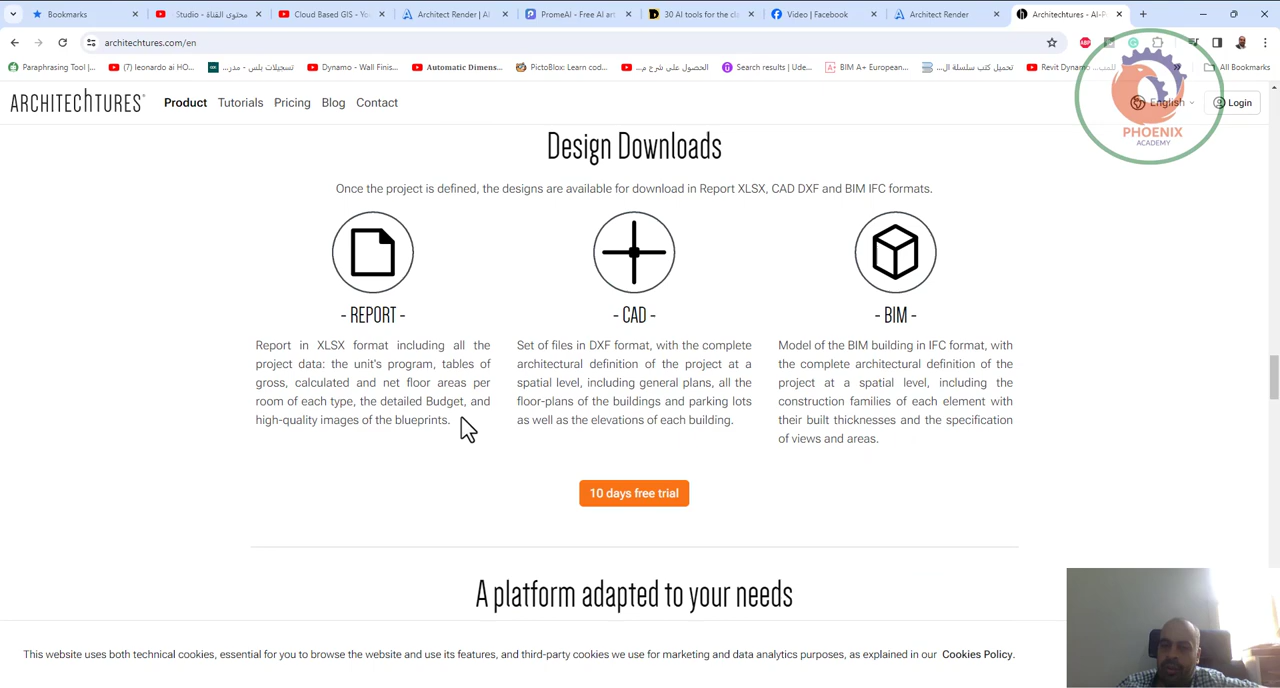 Bookmarks
Studio - محتوى القناة
Cloud Based GIS - Yo
Architect Render | AI
PromeAI - Free AI art
30 AI tools for the cl
Video | Facebook
Architect Render
Architechtures - AI-P
architechtures.com/en
Paraphrasing Tool |...
(7) leonardo ai HO...
تسجيلات بلس - مدر...
Dynamo - Wall Finis...
Autodesk Dimens...
PictoBlox: Learn cod...
الحصول على شرح م...
Search results | Ude...
BIM A+ European...
تحميل كتب سلسلة ال...
Revit Dynamo
All Bookmarks
ARCHITECHTURES
Product
Tutorials
Pricing
Blog
Contact
English
Login
PHOENIX
ACADEMY
Design Downloads
Once the project is defined, the designs are available for download in Report XLSX, CAD DXF and BIM IFC formats.
- REPORT -
Report in XLSX format including all the
project data: the unit's program, tables of
gross, calculated and net floor areas per
room of each type, the detailed Budget, and
high-quality images of the blueprints.
- CAD -
Set of files in DXF format, with the complete
architectural definition of the project at a
spatial level, including general plans, all the
floor-plans of the buildings and parking lots
as well as the elevations of each building.
- BIM -
Model of the BIM building in IFC format, with
the complete architectural definition of the
project at a spatial level, including the
construction families of each element with
their built thicknesses and the specification
of views and areas.
10 days free trial
A platform adapted to your needs
This website uses both technical cookies, essential for you to browse the website and use its features, and third-party cookies we use for marketing and data analytics purposes, as explained in our Cookies Policy.